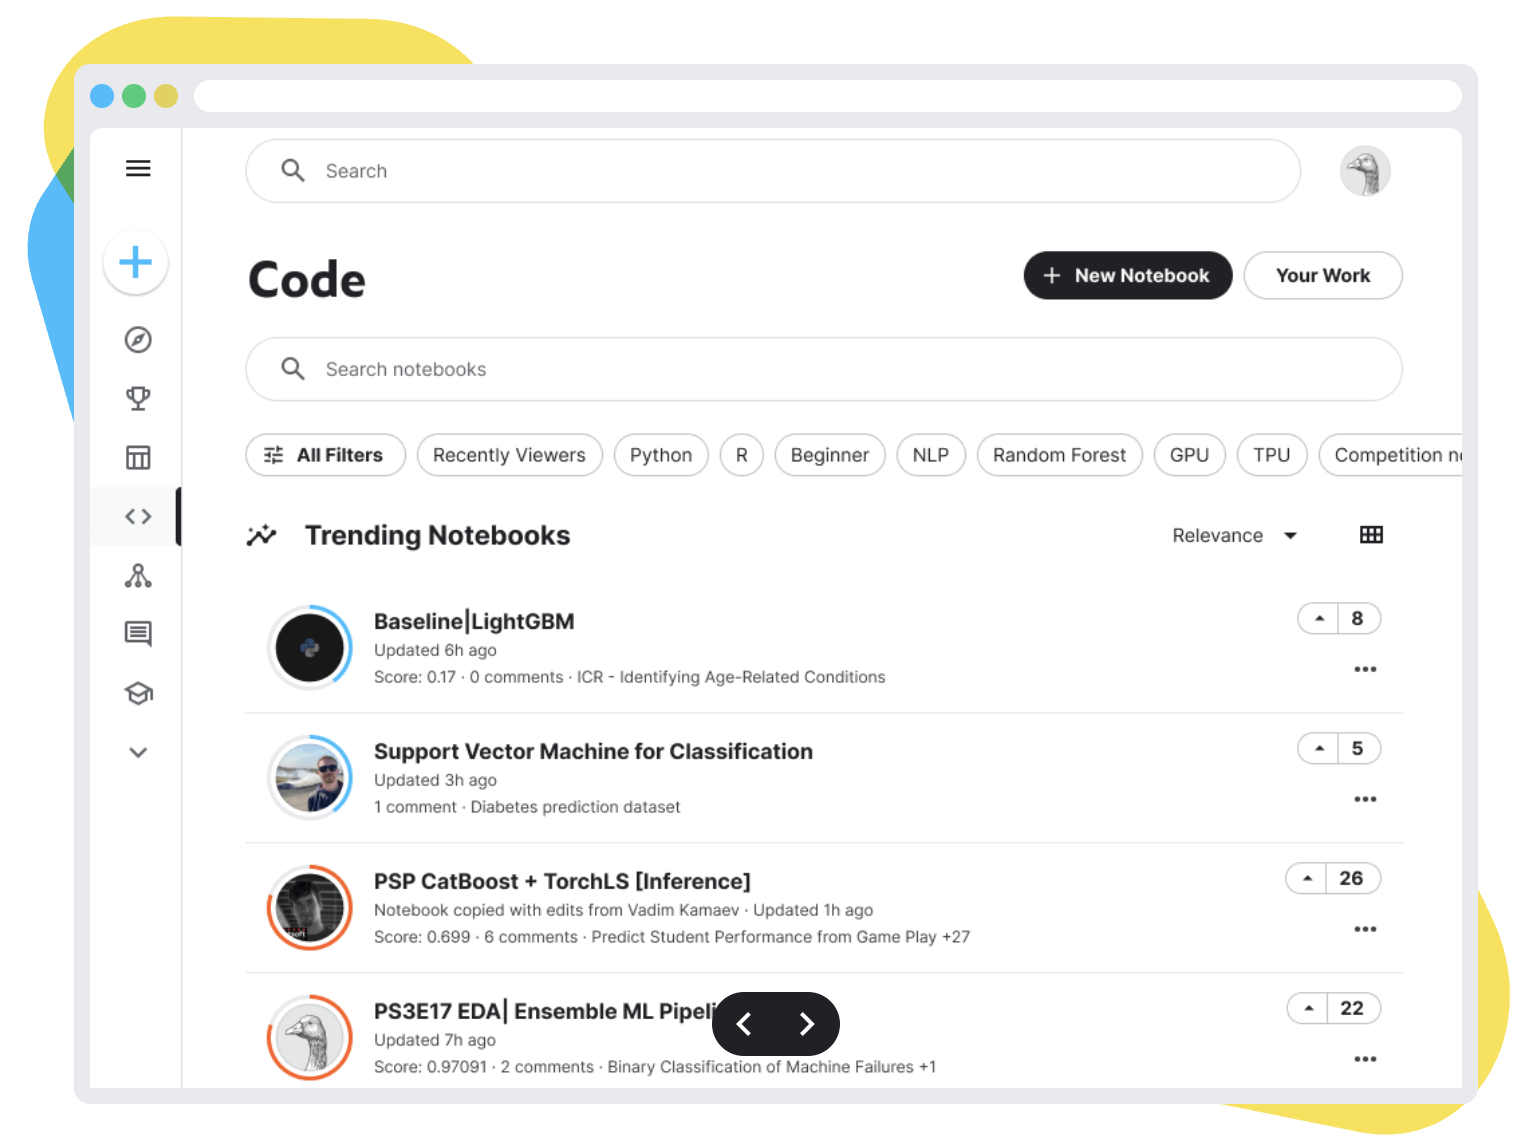 Search
Code
New Notebook
Your Work
Search notebooks
All Filters Recently Viewers Python R Beginner NLP Random Forest GPU TPU Competition
Trending Notebooks
Relevance
Baseline|LightGBM
8
Updated 6h ago
Score: 0.17 · 0 comments · ICR - Identifying Age-Related Conditions
Support Vector Machine for Classification
5
Updated 3h ago
1 comment · Diabetes prediction dataset
PSP CatBoost + TorchLS [Inference]
26
Notebook copied with edits from Vadim Kamaev · Updated 1h ago
Score: 0.699 · 6 comments · Predict Student Performance from Game Play +27
PS3E17 EDA| Ensemble ML Pipeli
22
Updated 7h ago
Score: 0.97091 · 2 comments · Binary Classification of Machine Failures +1